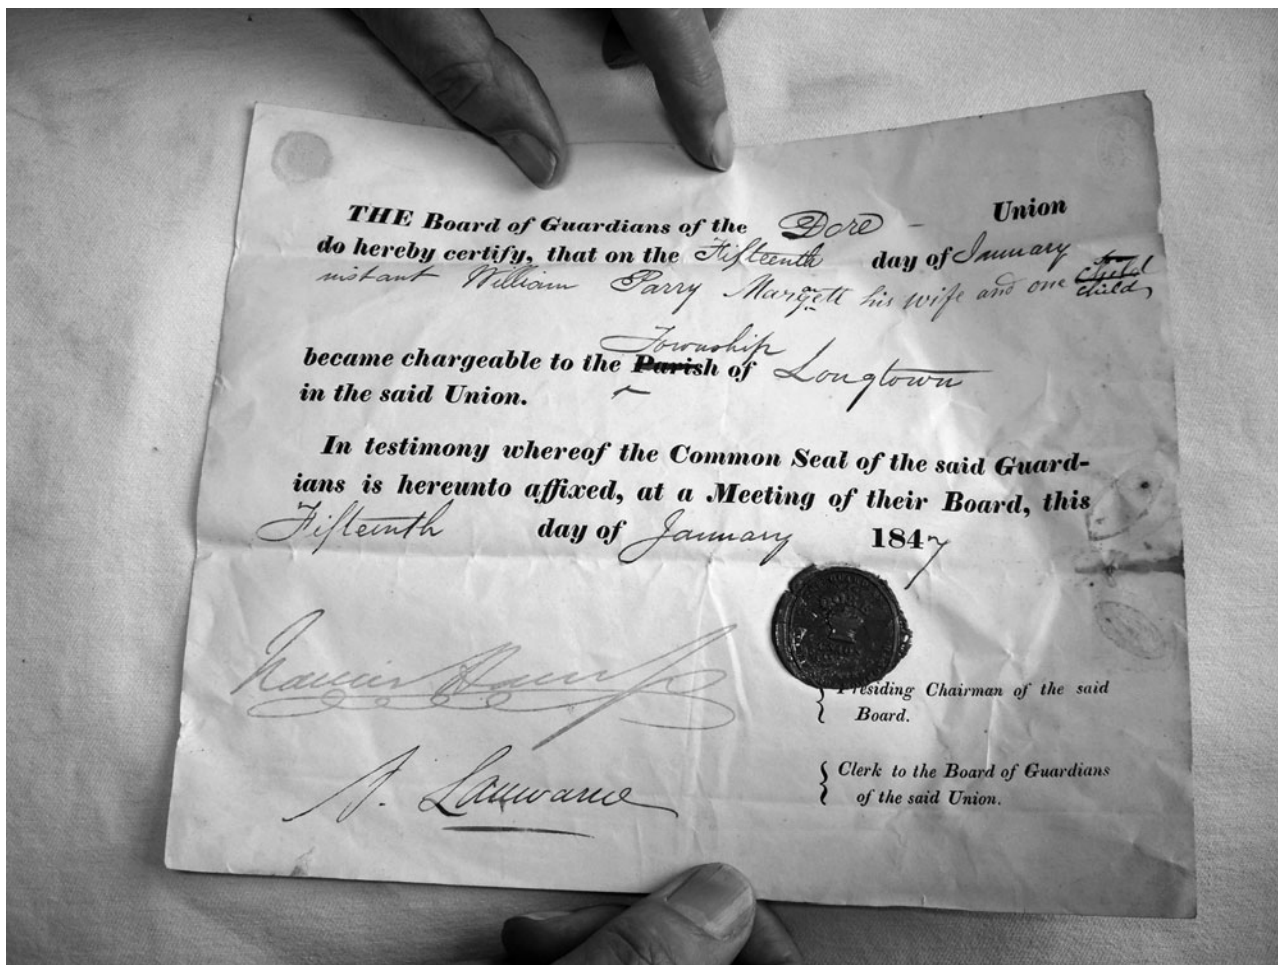 THE Board of Guardians of the Dore - Union
do hereby certify, that on the Fifteenth day of January
instant William Parry Margett his wife and one child
became chargeable to the Township
Parish of Longtown
in the said Union.
In testimony whereof the Common Seal of the said Guard-
ians is hereunto affixed, at a Meeting of their Board, this
Fifteenth day of January 1847
Presiding Chairman of the said
Board.
Clerk to the Board of Guardians
of the said Union.